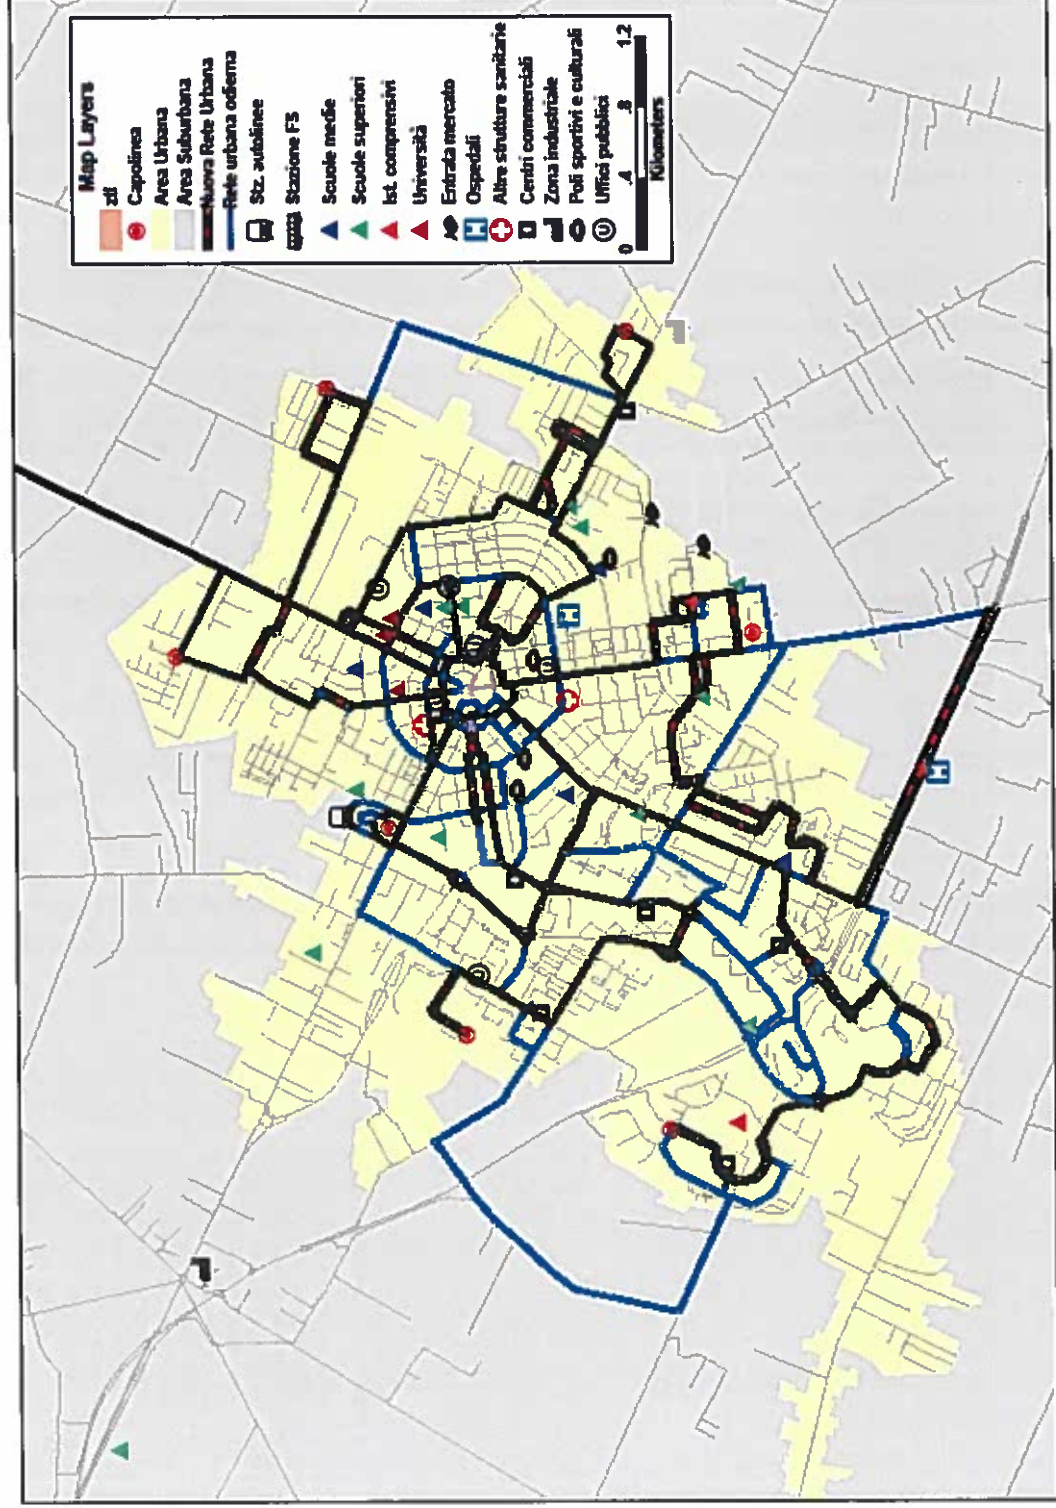 Map Layers
ztl
Capolinea
Area Urbana
Area Suburbana
Nuova Rete Urbana
Rete urbana odierna
Stz. autolinee
Stazione FS
Scuole medie
Scuole superiori
Ist. comprensivi
Università
Entrata mercato
Ospedali
Altre strutture sanitarie
Centri commerciali
Zona industriale
Poli sportivi e culturali
Uffici pubblici
0 .4 .8 1.2
Kilometers